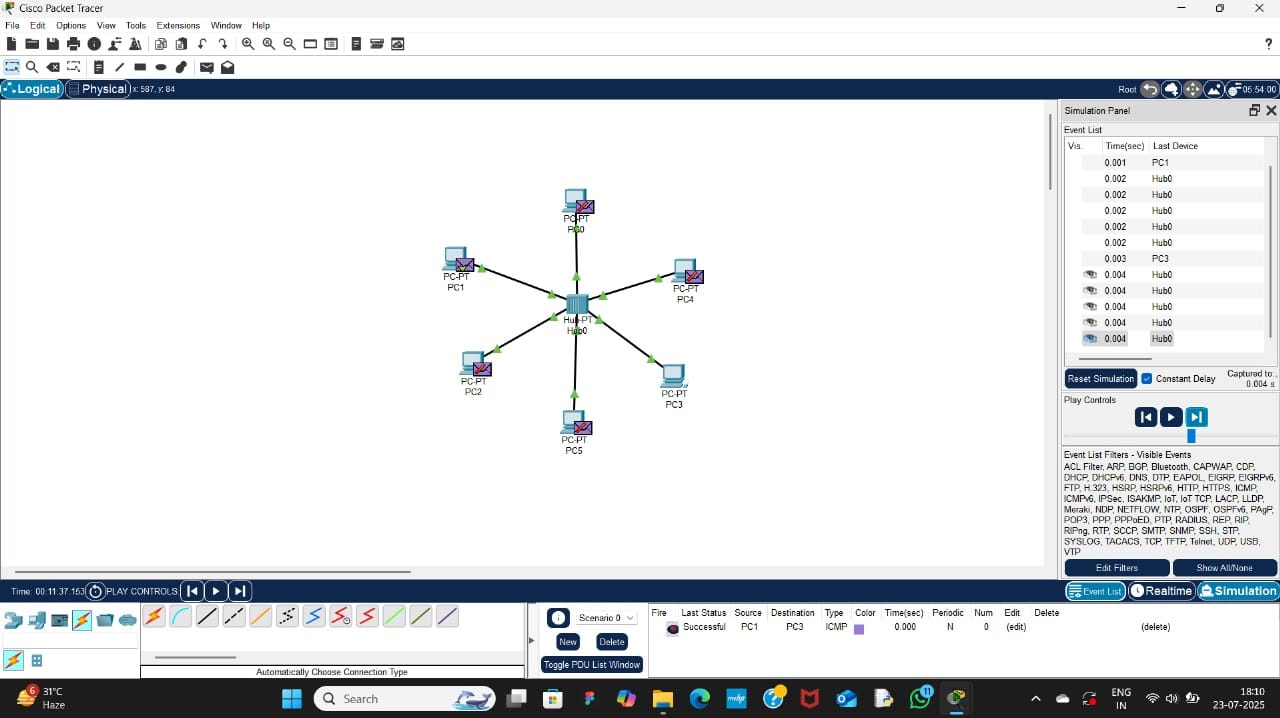 Cisco Packet Tracer
File Edit Options View Tools Extensions Window Help
?
Logical Physical x: 587, y: 84 Root 05:54:00
Simulation Panel
Event List
Vis. Time(sec) Last Device
0.001 PC1
0.002 Hub0
0.002 Hub0
0.002 Hub0
0.002 Hub0
0.002 Hub0
0.003 PC3
0.004 Hub0
0.004 Hub0
0.004 Hub0
0.004 Hub0
0.004 Hub0
Reset Simulation Constant Delay Captured to:
0.004 s
Play Controls
Event List Filters - Visible Events
ACL Filter, ARP, BGP, Bluetooth, CAPWAP, CDP,
DHCP, DHCPv6, DNS, DTP, EAPOL, EIGRP, EIGRPv6,
FTP, H.323, HSRP, HSRPv6, HTTP, HTTPS, ICMP,
ICMPv6, IPSec, ISAKMP, IoT, IoT TCP, LACP, LLDP,
Meraki, NDP, NETFLOW, NTP, OSPF, OSPFv6, PAgP,
POP3, PPP, PPPoED, PTP, RADIUS, REP, RIP,
RIPng, RTP, SCCP, SMTP, SNMP, SSH, STP,
SYSLOG, TACACS, TCP, TFTP, Telnet, UDP, USB,
VTP
Edit Filters Show All/None
PC-PT
PC0
PC-PT
PC1
PC-PT
PC4
Hub-PT
Hub0
PC-PT
PC2
PC-PT
PC3
PC-PT
PC5
Time: 00:11:37.153 PLAY CONTROLS: Event List Realtime Simulation
Scenario 0
New Delete
Toggle PDU List Window
Fire Last Status Source Destination Type Color Time(sec) Periodic Num Edit Delete
Successful PC1 PC3 ICMP 0.000 N 0 (edit) (delete)
Automatically Choose Connection Type
6 31°C
Haze
Search
myhp
11
ENG
IN
18:10
23-07-2025